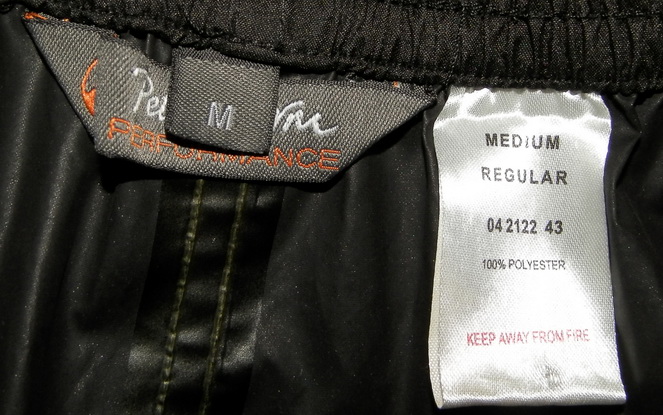 M
PERFORMANCE
MEDIUM
REGULAR
04 2122 43
100% POLYESTER
KEEP AWAY FROM FIRE